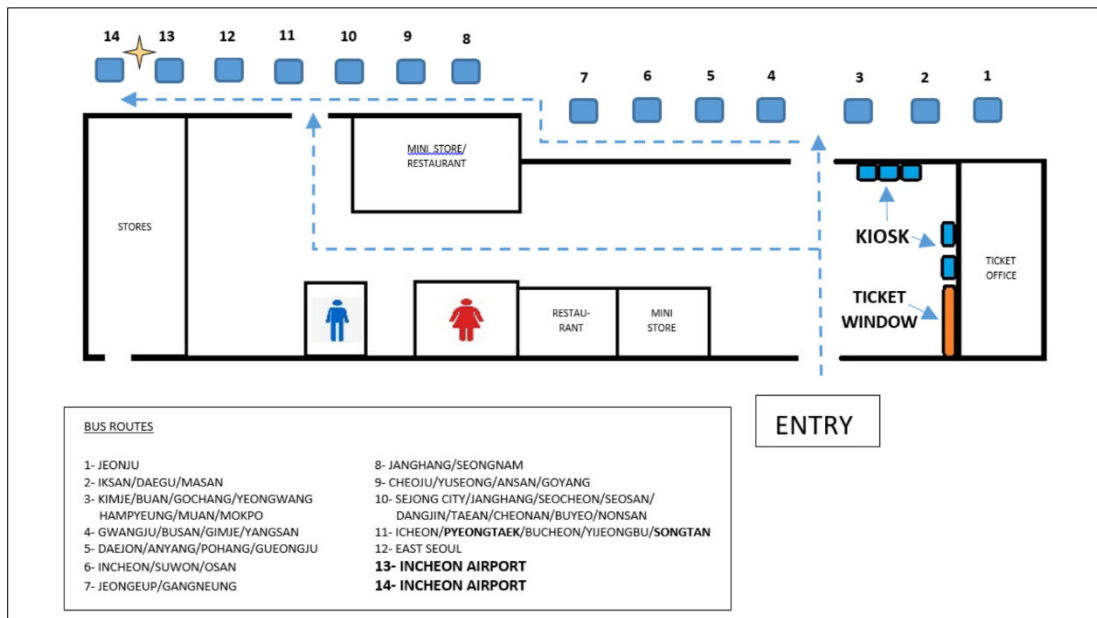 14 13 12 11 10 9 8
7 6 5 4 3 2 1
MINI STORE/
RESTAURANT
STORES
KIOSK
TICKET
OFFICE
TICKET
WINDOW
RESTAU-
RANT
MINI
STORE
ENTRY
BUS ROUTES
1- JEONJU
2- IKSAN/DAEGU/MASAN
3- KIMJE/BUAN/GOCHANG/YEONGWANG
HAMPYEUNG/MUAN/MOKPO
4- GWANGJU/BUSAN/GIMJE/YANGSAN
5- DAEJON/ANYANG/POHANG/GUEONGJU
6- INCHEON/SUWON/OSAN
7- JEONGEUP/GANGNEUNG
8- JANGHANG/SEONGNAM
9- CHEOJU/YUSEONG/ANSAN/GOYANG
10- SEJONG CITY/JANGHANG/SEOCHEON/SEOSAN/
DANGJIN/TAEAN/CHEONAN/BUYEO/NONSAN
11- ICHEON/PYEONGTAEK/BUCHEON/YIJEONGBU/SONGTAN
12- EAST SEOUL
13- INCHEON AIRPORT
14- INCHEON AIRPORT